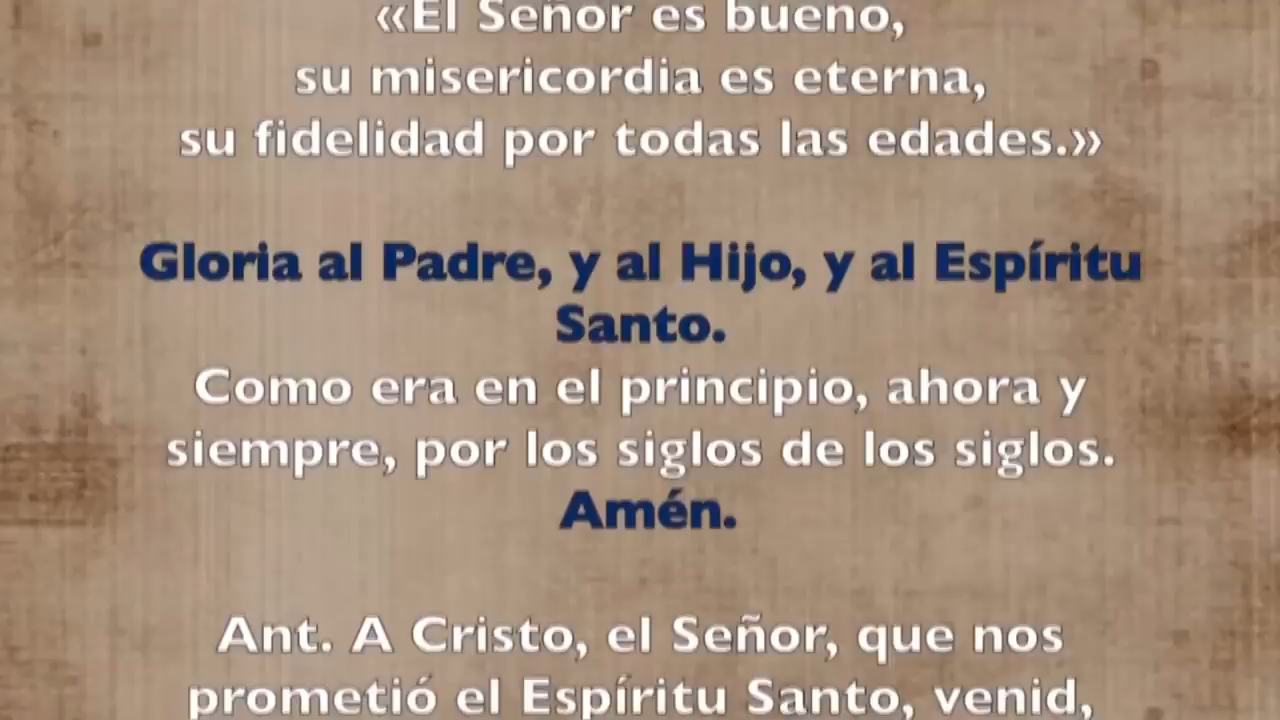 «El Señor es bueno,
su misericordia es eterna,
su fidelidad por todas las edades.»
Gloria al Padre, y al Hijo, y al Espíritu
Santo.
Como era en el principio, ahora y
siempre, por los siglos de los siglos.
Amén.
Ant. A Cristo, el Señor, que nos
prometió el Espíritu Santo, venid,